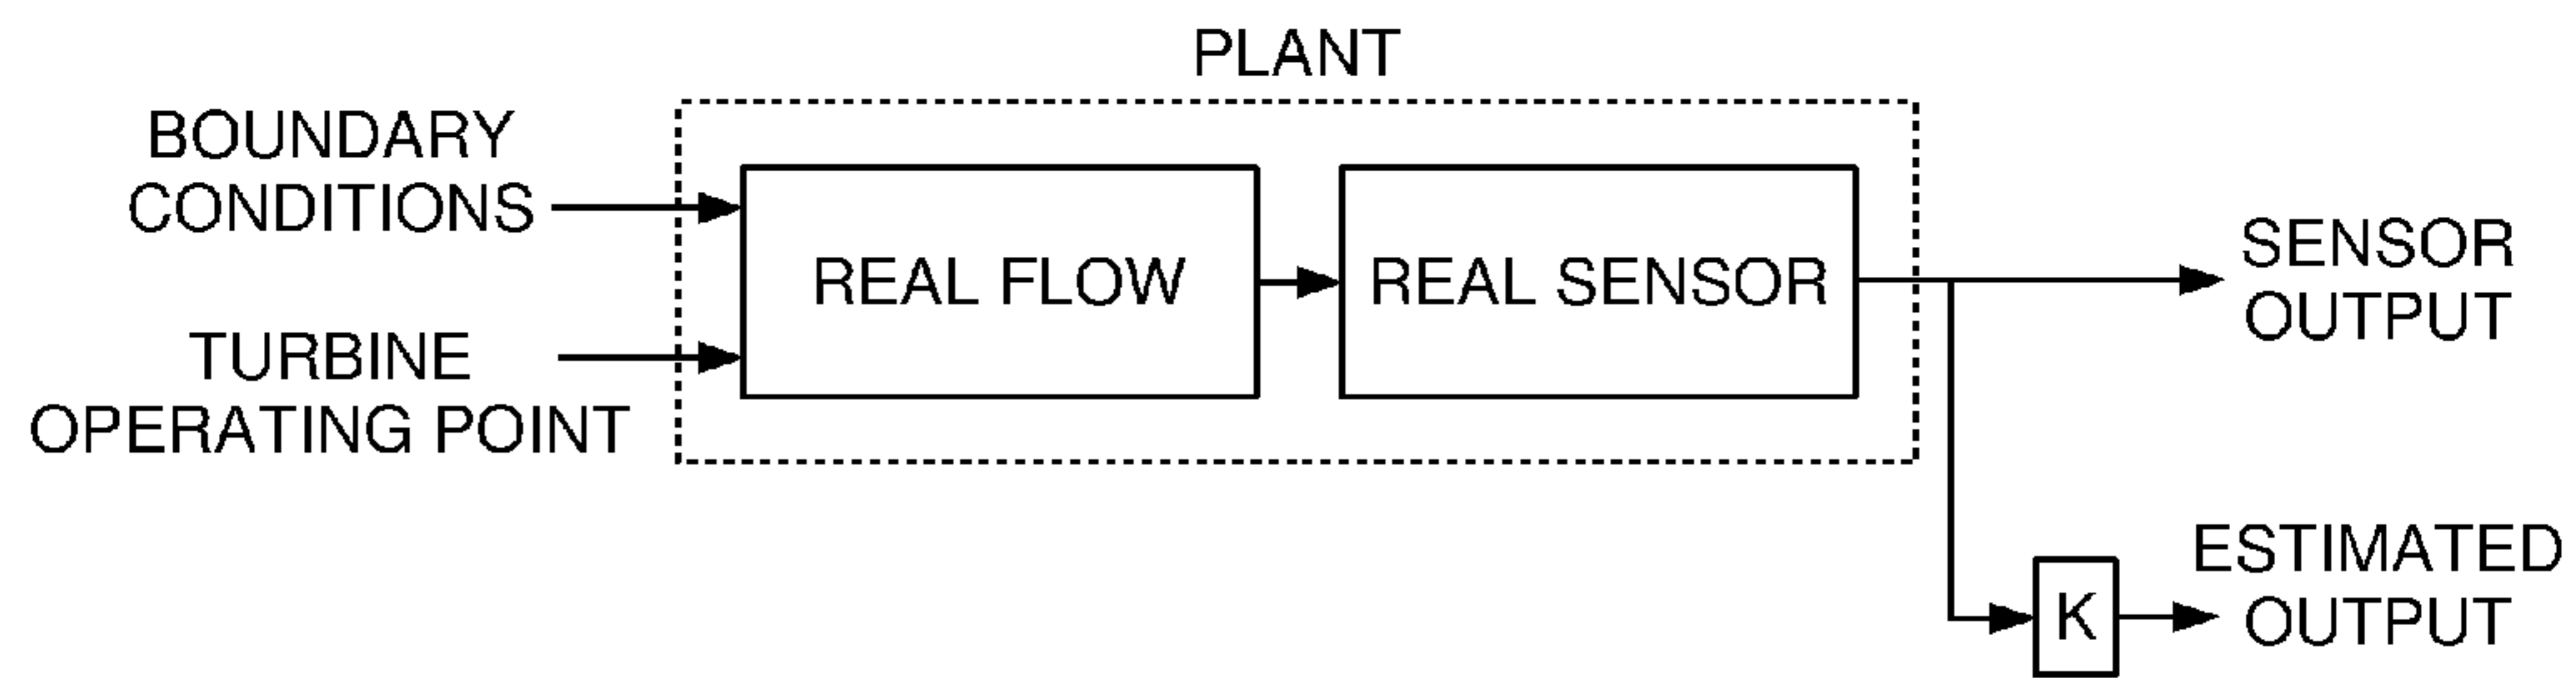 PLANT
BOUNDARY
CONDITIONS
TURBINE
OPERATING POINT
REAL FLOW
REAL SENSOR
SENSOR
OUTPUT
K
ESTIMATED
OUTPUT